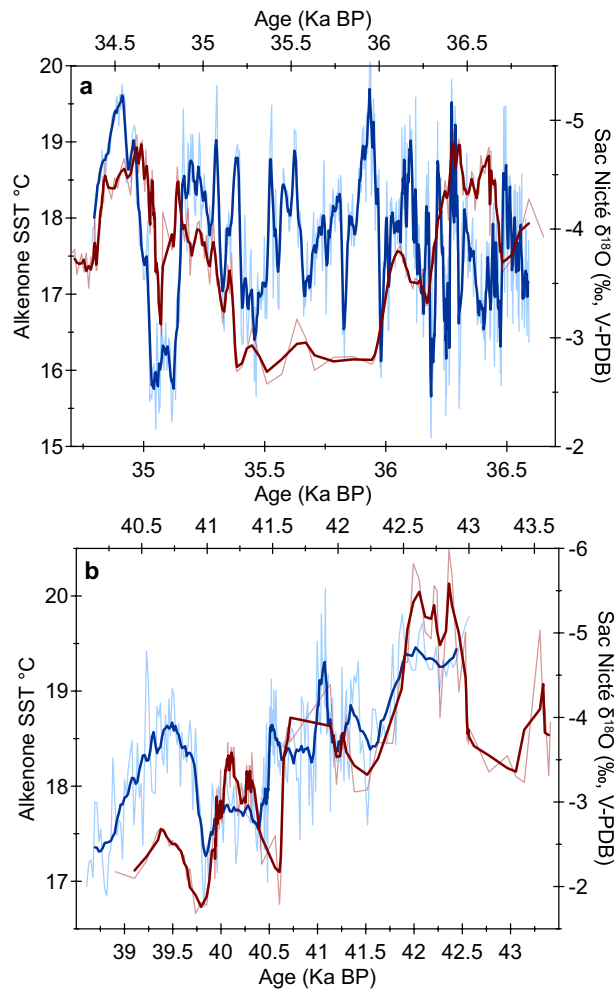 Age (Ka BP)
34.5 35 35.5 36 36.5
a
20
19
18
17
16
15
Alkenone SST °C
-5
-4
-3
-2
Sac Nicté δ¹⁸O (‰, V-PDB)
35 35.5 36 36.5
Age (Ka BP)
40.5 41 41.5 42 42.5 43 43.5
b
20
19
18
17
Alkenone SST °C
-6
-5
-4
-3
-2
Sac Nicté δ¹⁸O (‰, V-PDB)
39 39.5 40 40.5 41 41.5 42 42.5 43
Age (Ka BP)